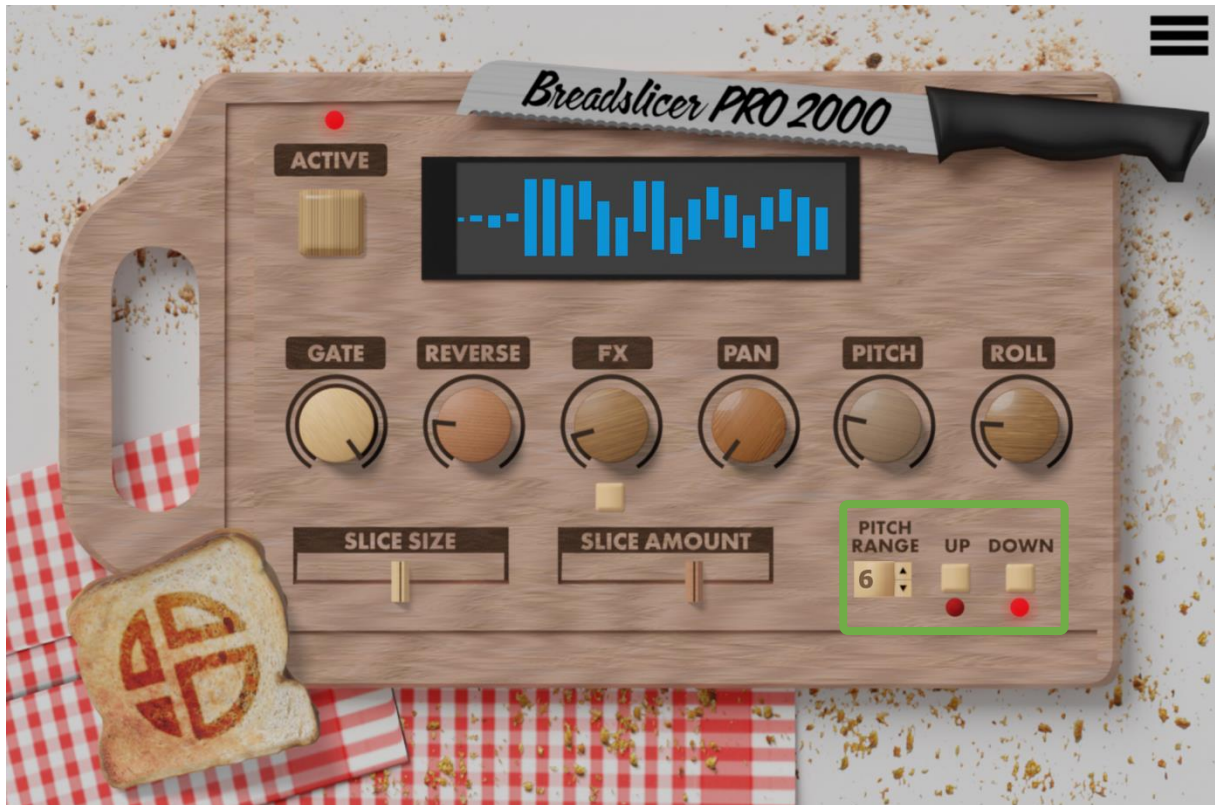 Breadslicer PRO 2000
ACTIVE
GATE
REVERSE
FX
PAN
PITCH
ROLL
SLICE SIZE
SLICE AMOUNT
PITCH
RANGE
UP
DOWN
6